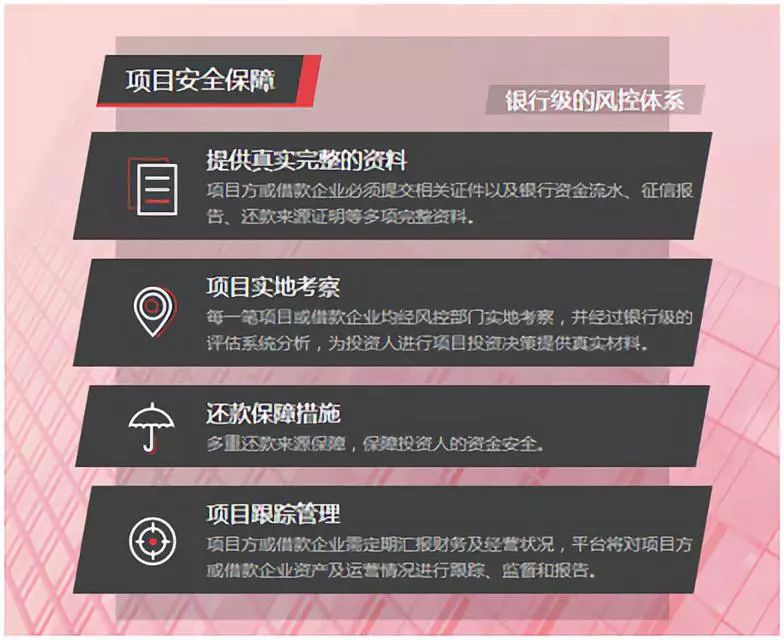 项目安全保障
银行级的风控体系
提供真实完整的资料
项目方或借款企业必须提交相关证件以及银行资金流水、征信报
告、还款来源证明等多项完整资料。
项目实地考察
每一笔项目或借款企业均经风控部门实地考察，并经过银行级的
评估系统分析，为投资人进行项目投资决策提供真实材料。
还款保障措施
多重还款来源保障，保障投资人的资金安全。
项目跟踪管理
项目方或借款企业需定期汇报财务及经营状况，平台将对项目方
或借款企业资产及运营情况进行跟踪、监督和报告。